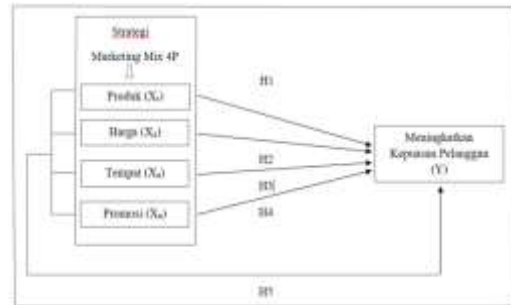 Strategi
Marketing Mix 4P
Produk (X₁)
Harga (X₂)
Tempat (X₃)
Promosi (X₄)
H1
H2
H3
H4
Meningkatkan
Keputusan Pelanggan
(Y)
H5